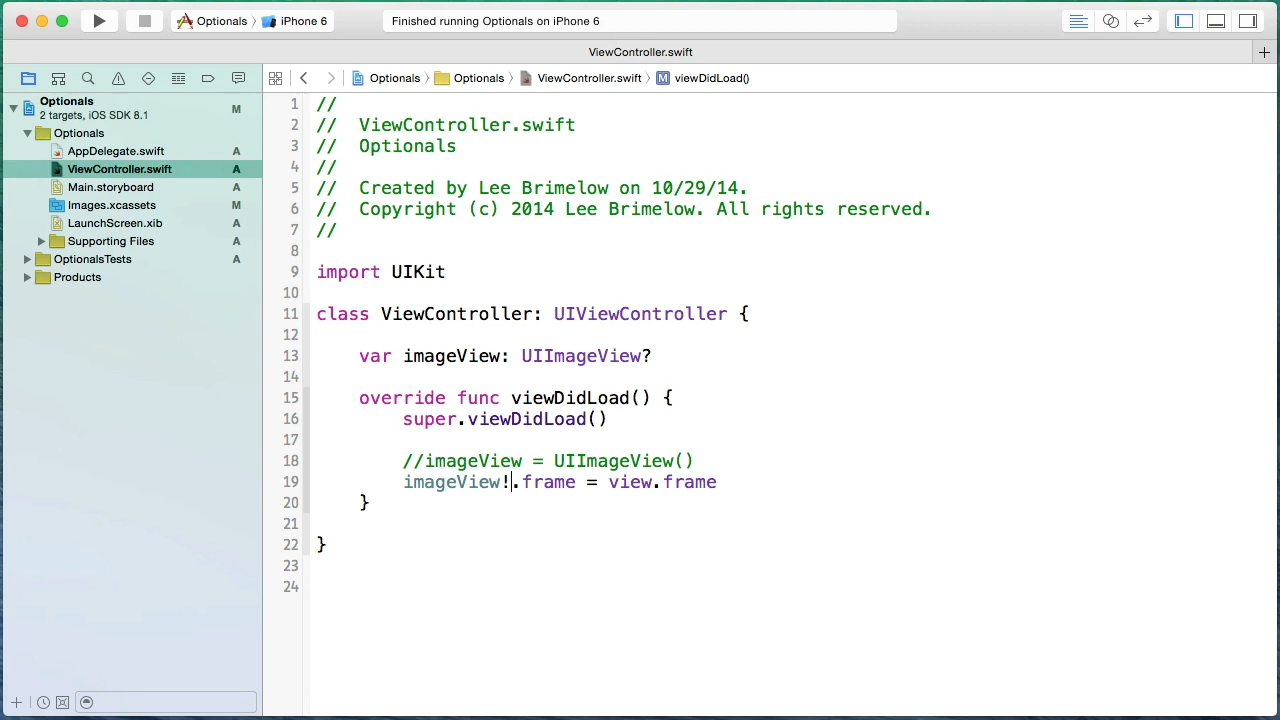 Optionals
iPhone 6
Finished running Optionals on iPhone 6
ViewController.swift
Optionals
Optionals
ViewController.swift
M
viewDidLoad()
Optionals
2 targets, iOS SDK 8.1
M
Optionals
AppDelegate.swift
A
ViewController.swift
A
Main.storyboard
A
Images.xcassets
M
LaunchScreen.xib
A
Supporting Files
A
OptionalsTests
A
Products
1 //
2 //  ViewController.swift
3 //  Optionals
4 //
5 //  Created by Lee Brimelow on 10/29/14.
6 //  Copyright (c) 2014 Lee Brimelow. All rights reserved.
7 //
8
9 import UIKit
10
11 class ViewController: UIViewController {
12
13     var imageView: UIImageView?
14
15     override func viewDidLoad() {
16         super.viewDidLoad()
17
18         //imageView = UIImageView()
19         imageView!.frame = view.frame
20     }
21
22 }
23
24